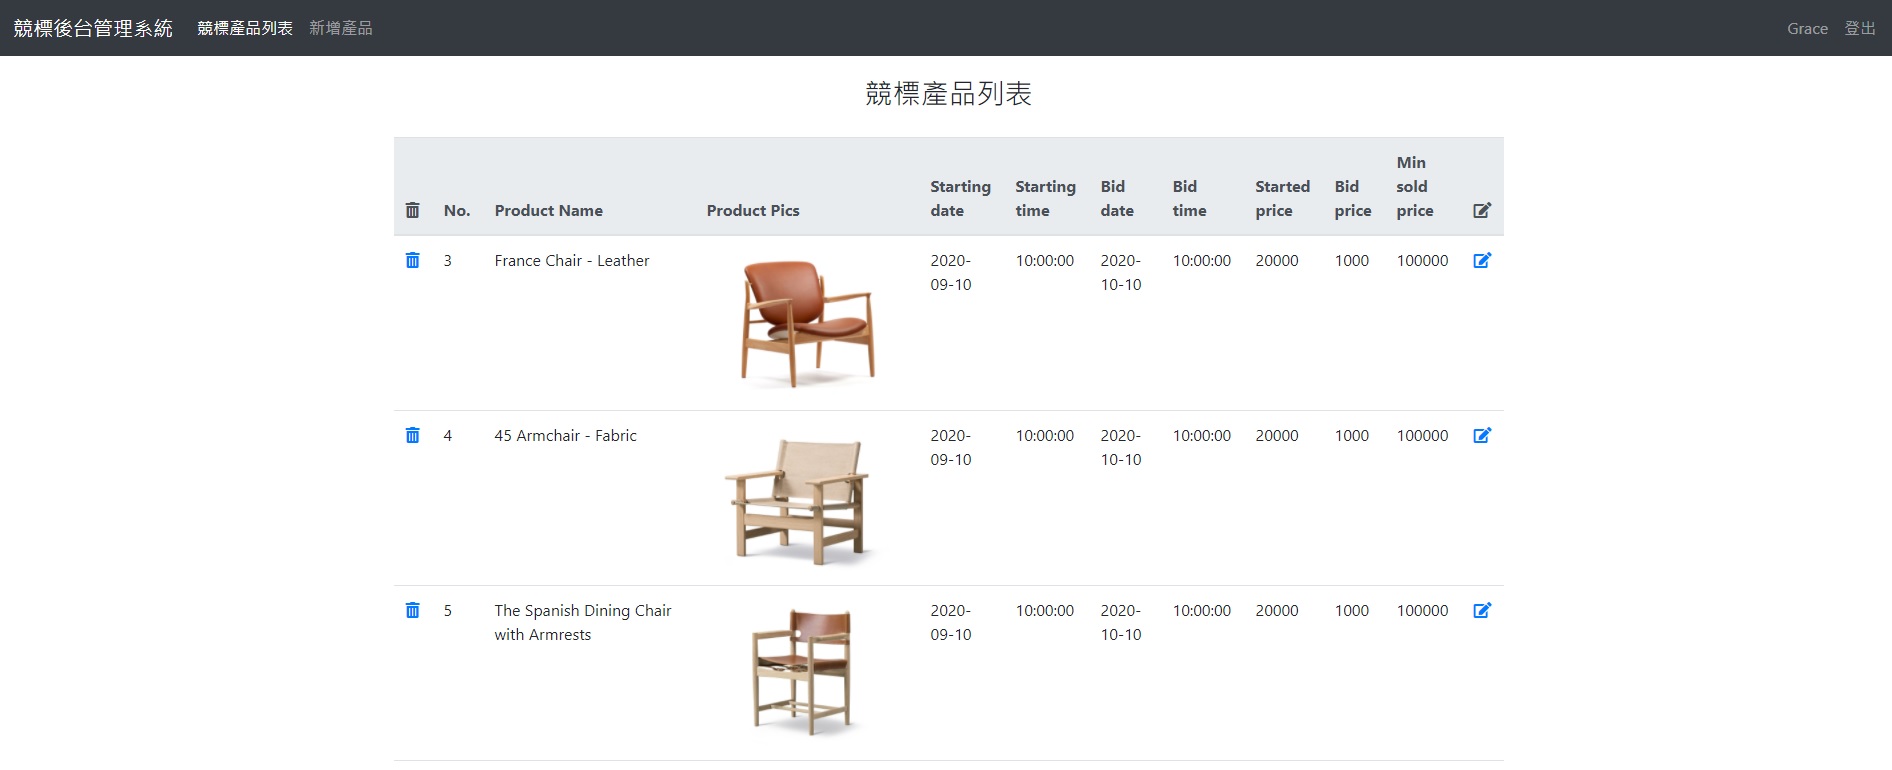 競標後台管理系統 競標產品列表 新增產品 Grace 登出
競標產品列表
No. Product Name Product Pics Starting date Starting time Bid date Bid time Started price Bid price Min sold price
3 France Chair - Leather 2020-09-10 10:00:00 2020-10-10 10:00:00 20000 1000 100000
4 45 Armchair - Fabric 2020-09-10 10:00:00 2020-10-10 10:00:00 20000 1000 100000
5 The Spanish Dining Chair with Armrests 2020-09-10 10:00:00 2020-10-10 10:00:00 20000 1000 100000